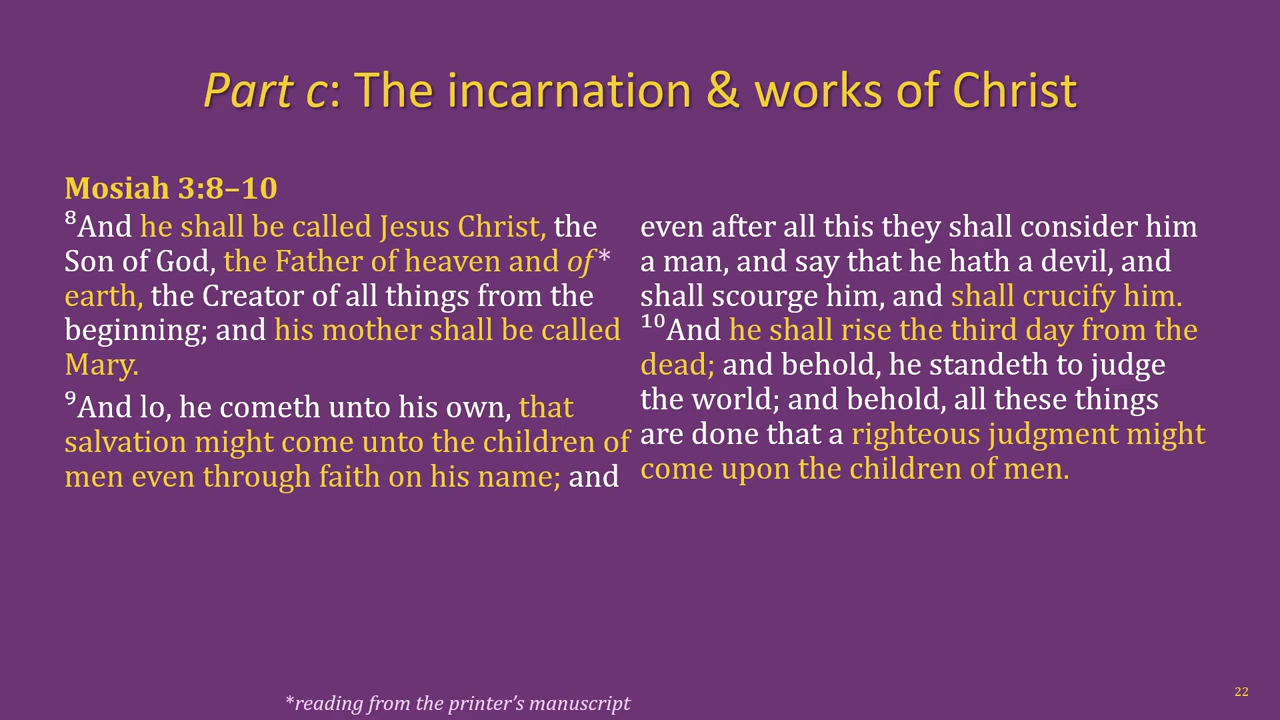 Part c: The incarnation & works of Christ
Mosiah 3:8–10
⁸And he shall be called Jesus Christ, the
Son of God, the Father of heaven and of*
earth, the Creator of all things from the
beginning; and his mother shall be called
Mary.
⁹And lo, he cometh unto his own, that
salvation might come unto the children of
men even through faith on his name; and
even after all this they shall consider him
a man, and say that he hath a devil, and
shall scourge him, and shall crucify him.
¹⁰And he shall rise the third day from the
dead; and behold, he standeth to judge
the world; and behold, all these things
are done that a righteous judgment might
come upon the children of men.
*reading from the printer’s manuscript
22